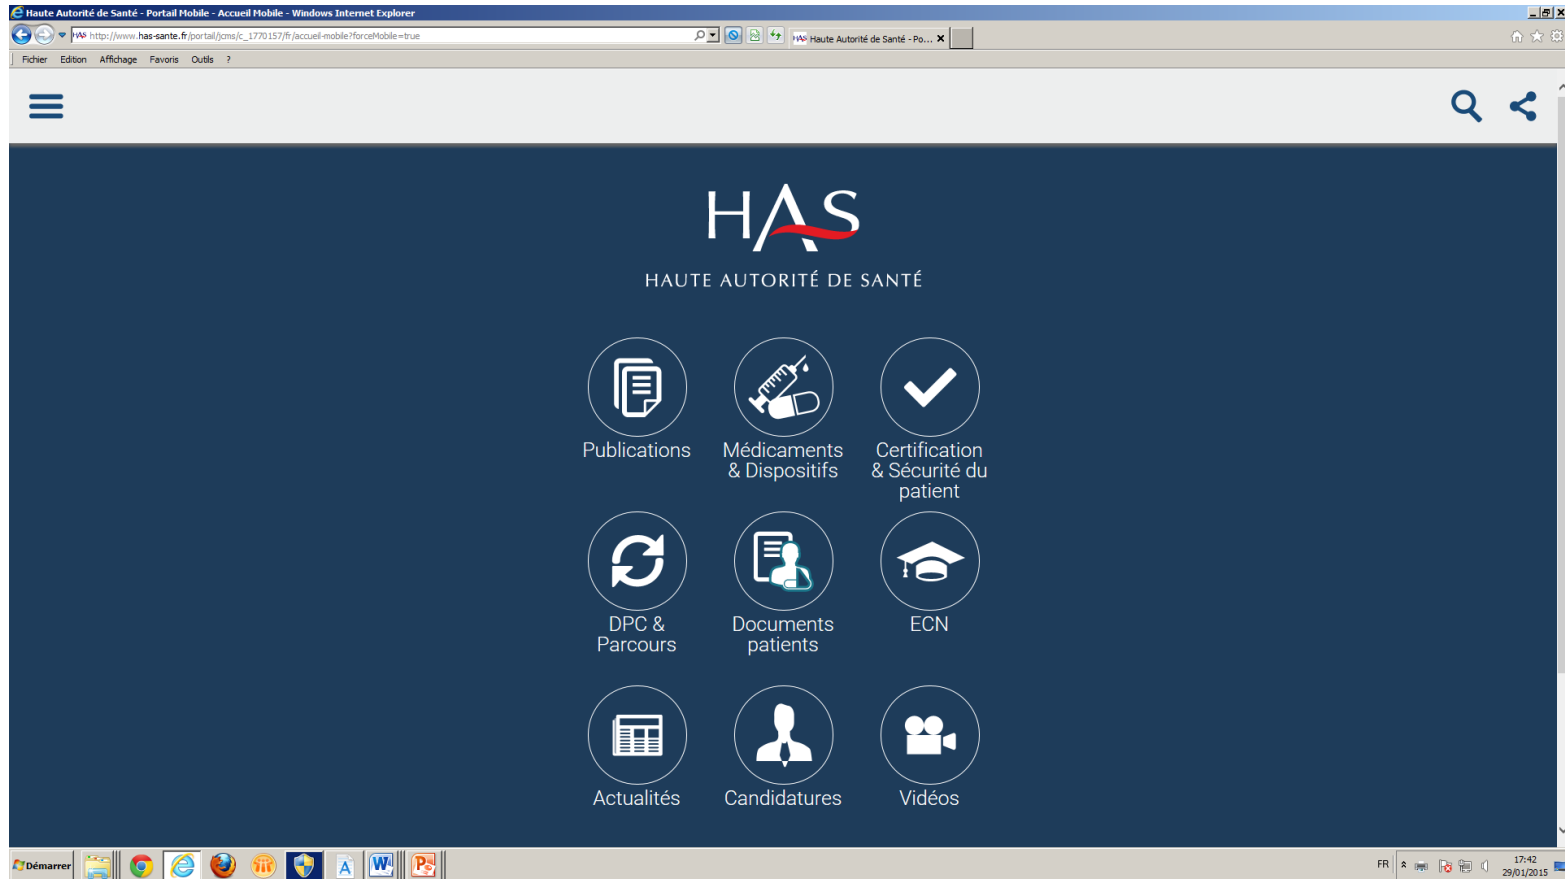 Haute Autorité de Santé - Portail Mobile - Accueil Mobile - Windows Internet Explorer
HAS http://www.has-sante.fr/portail/jcms/c_1770157/fr/accueil-mobile?forceMobile=true
HAS Haute Autorité de Santé - Po...
Fichier Edition Affichage Favoris Outils ?
HAS
HAUTE AUTORITÉ DE SANTÉ
Publications
Médicaments
& Dispositifs
Certification
& Sécurité du
patient
DPC &
Parcours
Documents
patients
ECN
Actualités
Candidatures
Vidéos
Démarrer
FR
17:42
29/01/2015